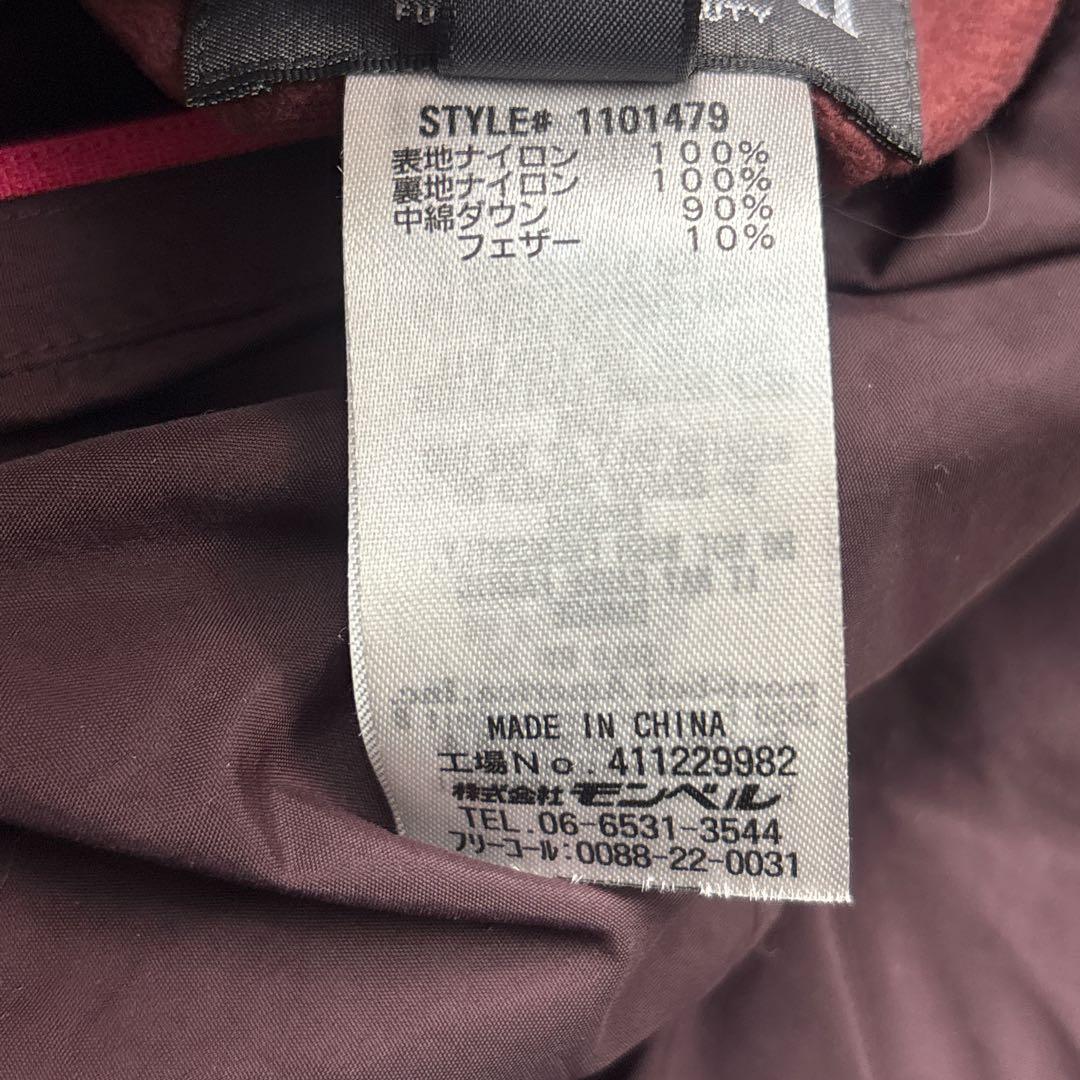 STYLE# 1101479
表地ナイロン 100%
裏地ナイロン 100%
中綿ダウン 90%
フェザー 10%
MADE IN CHINA
工場No.411229982
株式会社モンベル
TEL.06-6531-3544
フリーコール:0088-22-0031